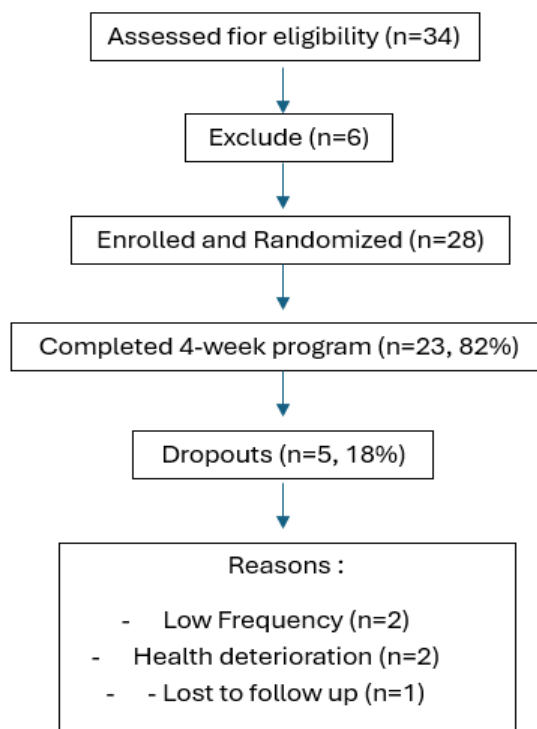 Assessed fior eligibility (n=34)
Exclude (n=6)
Enrolled and Randomized (n=28)
Completed 4-week program (n=23, 82%)
Dropouts (n=5, 18%)
Reasons :
- Low Frequency (n=2)
- Health deterioration (n=2)
- - Lost to follow up (n=1)